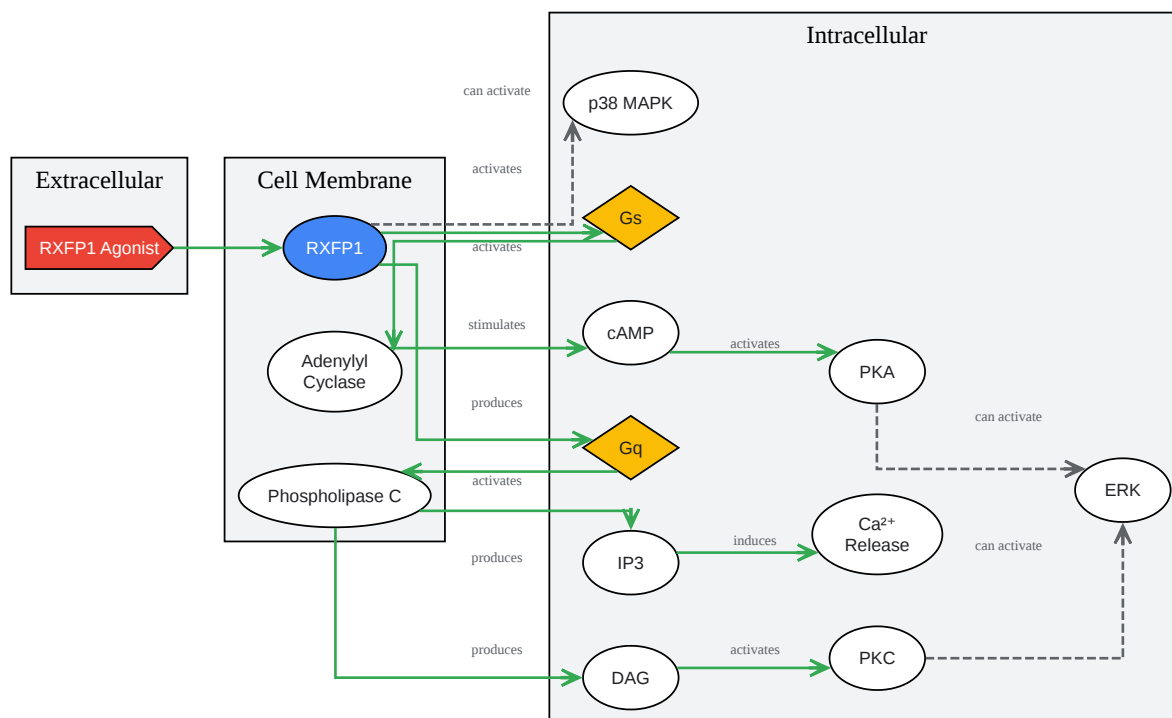 Intracellular
can activate
p38 MAPK
Extracellular
Cell Membrane
activates
RXFP1 Agonist
RXFP1
Gs
activates
stimulates
cAMP
activates
Adenylyl
Cyclase
PKA
produces
can activate
Gq
Phospholipase C
activates
ERK
Ca²⁺
Release
produces
IP3
induces
can activate
produces
DAG
activates
PKC